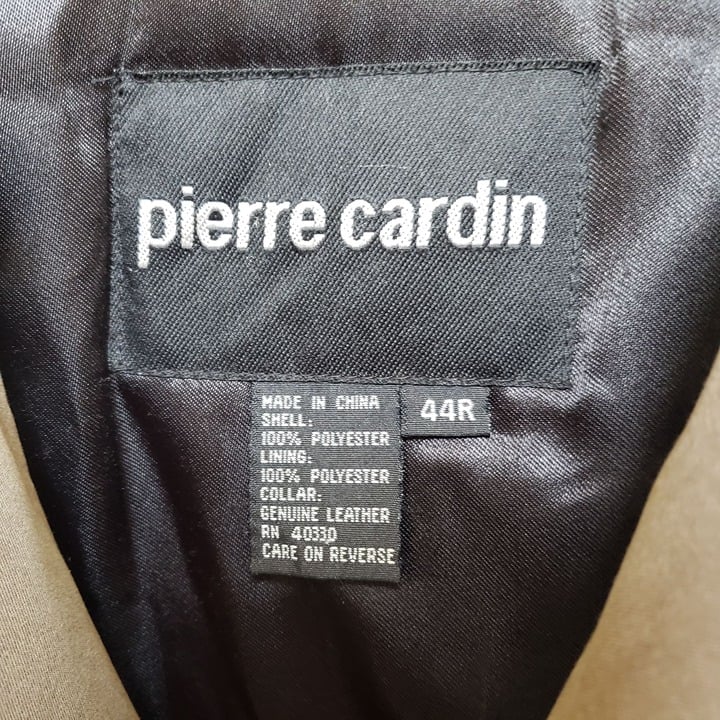 pierre cardin
MADE IN CHINA
SHELL:
100% POLYESTER
LINING:
100% POLYESTER
COLLAR:
GENUINE LEATHER
RN 40330
CARE ON REVERSE
44R